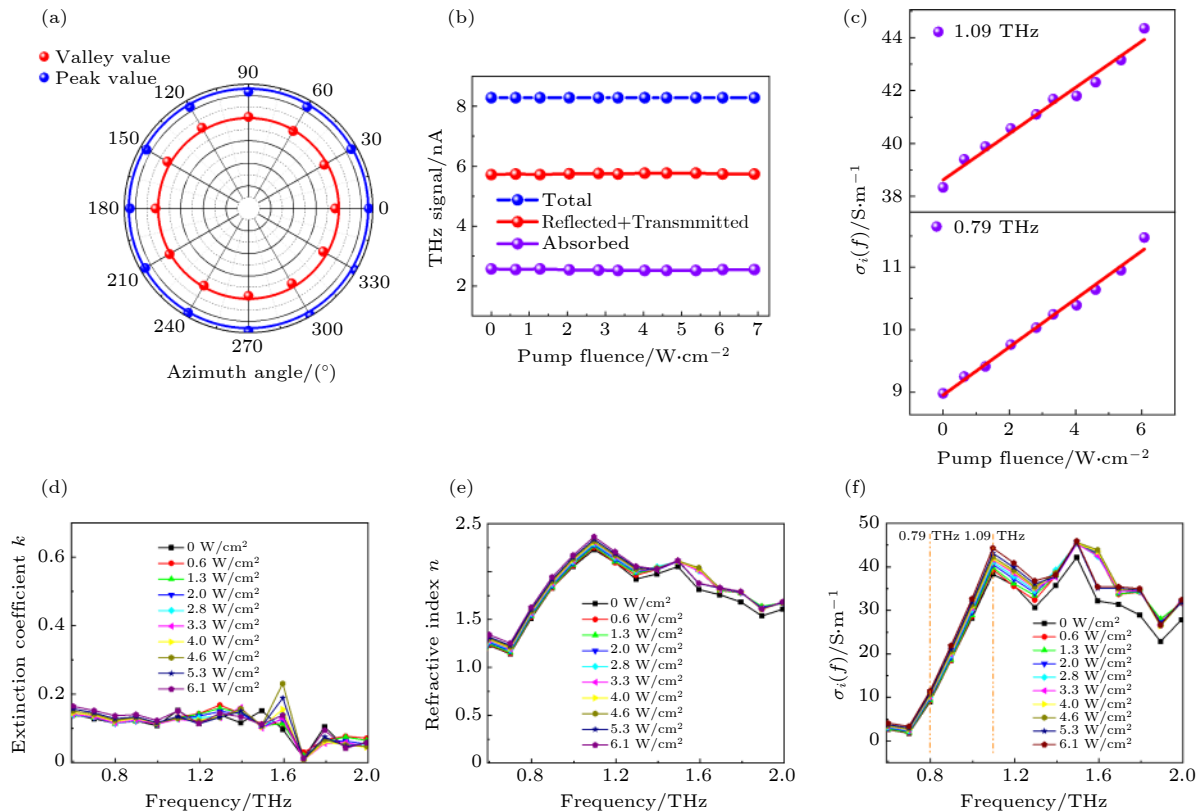 (a)
Valley value
Peak value
90
120
60
150
30
180
0
210
330
240
300
270
Azimuth angle/(°)
(b)
8
6
4
2
THz signal/nA
Total
Reflected+Transmmitted
Absorbed
0 1 2 3 4 5 6 7
Pump fluence/W·cm−2
(c)
1.09 THz
44
42
40
38
0.79 THz
11
10
9
σi(f)/S·m−1
0 2 4 6
Pump fluence/W·cm−2
(d)
0.6
0.4
0.2
0
Extinction coefficient k
0 W/cm²
0.6 W/cm²
1.3 W/cm²
2.0 W/cm²
2.8 W/cm²
3.3 W/cm²
4.0 W/cm²
4.6 W/cm²
5.3 W/cm²
6.1 W/cm²
0.8 1.2 1.6 2.0
Frequency/THz
(e)
2.5
2.0
1.5
1.0
0.5
0
Refractive index n
0 W/cm²
0.6 W/cm²
1.3 W/cm²
2.0 W/cm²
2.8 W/cm²
3.3 W/cm²
4.0 W/cm²
4.6 W/cm²
5.3 W/cm²
6.1 W/cm²
0.8 1.2 1.6 2.0
Frequency/THz
(f)
50
40
30
20
10
0
σi(f)/S·m−1
0.79 THz 1.09 THz
0 W/cm²
0.6 W/cm²
1.3 W/cm²
2.0 W/cm²
2.8 W/cm²
3.3 W/cm²
4.0 W/cm²
4.6 W/cm²
5.3 W/cm²
6.1 W/cm²
0.8 1.2 1.6 2.0
Frequency/THz